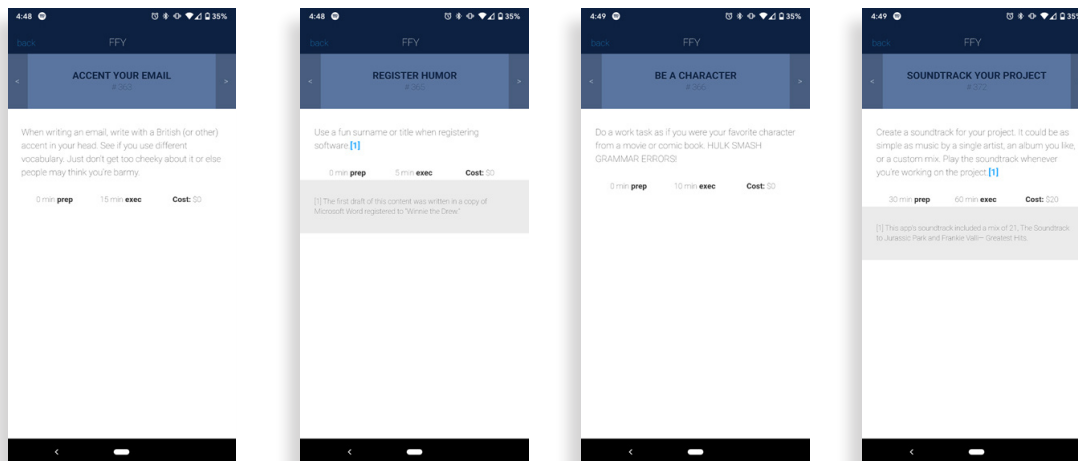 4:48 35%
back FFY
< ACCENT YOUR EMAIL >
# 363
When writing an email, write with a British (or other)
accent in your head. See if you use different
vocabulary. Just don't get too cheeky about it or else
people may think you're barmy.
0 min prep 15 min exec Cost: $0
4:48 35%
back FFY
< REGISTER HUMOR >
Use a fun surname or title when registering
software.[1]
0 min prep 5 min exec Cost: $0
[1] The first draft of this content was written in a copy of
Microsoft Word registered to "Winnie the Drew."
4:49 35%
back FFY
< BE A CHARACTER >
Do a work task as if you were your favorite character
from a movie or comic book. HULK SMASH
GRAMMAR ERRORS!
0 min prep 10 min exec Cost: $0
4:49 35%
back FFY
< SOUNDTRACK YOUR PROJECT
Create a soundtrack for your project. It could be as
simple as music by a single artist, an album you like,
or a custom mix. Play the soundtrack whenever
you're working on the project.[1]
30 min prep 60 min exec Cost: $20
[1] This app's soundtrack included a mix of 21, The Soundtrack
to Jurassic Park and Frankie Valli— Greatest Hits.